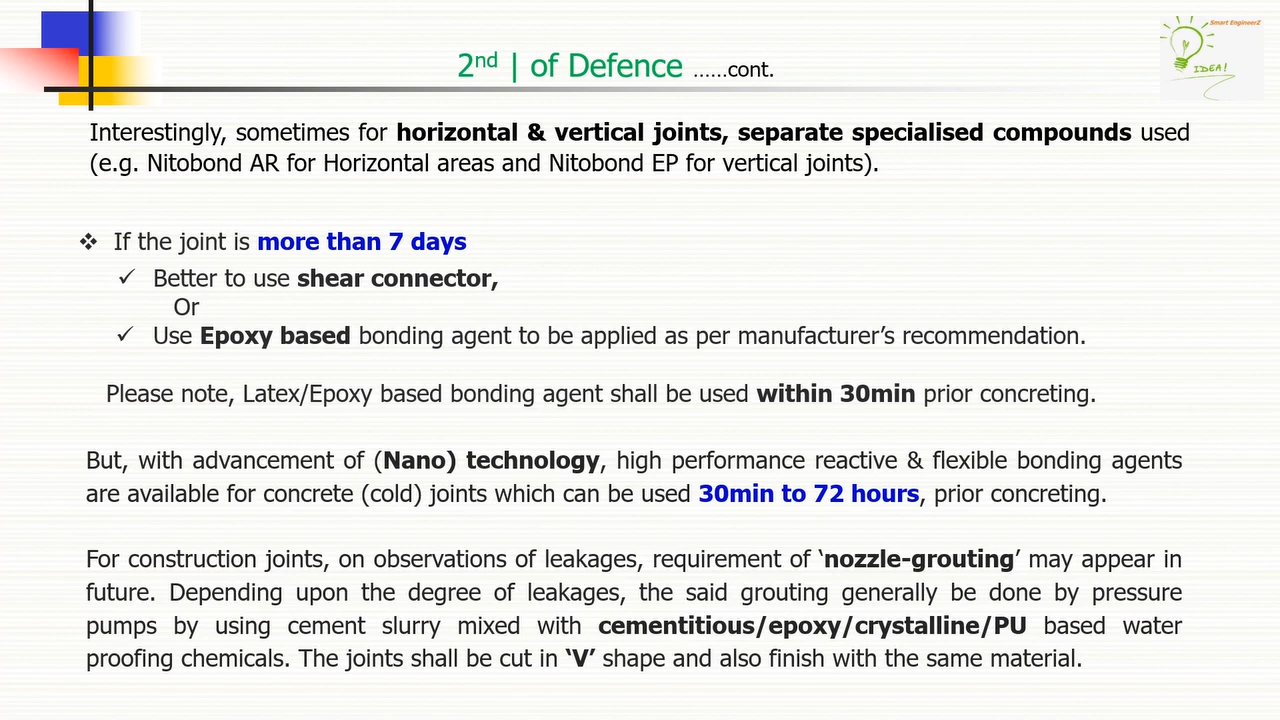 Smart EngineerZ
IDEA!
2nd | of Defence ......cont.
Interestingly, sometimes for horizontal & vertical joints, separate specialised compounds used
(e.g. Nitobond AR for Horizontal areas and Nitobond EP for vertical joints).
❖ If the joint is more than 7 days
✓ Better to use shear connector,
Or
✓ Use Epoxy based bonding agent to be applied as per manufacturer’s recommendation.
Please note, Latex/Epoxy based bonding agent shall be used within 30min prior concreting.
But, with advancement of (Nano) technology, high performance reactive & flexible bonding agents
are available for concrete (cold) joints which can be used 30min to 72 hours, prior concreting.
For construction joints, on observations of leakages, requirement of ‘nozzle-grouting’ may appear in
future. Depending upon the degree of leakages, the said grouting generally be done by pressure
pumps by using cement slurry mixed with cementitious/epoxy/crystalline/PU based water
proofing chemicals. The joints shall be cut in ‘V’ shape and also finish with the same material.